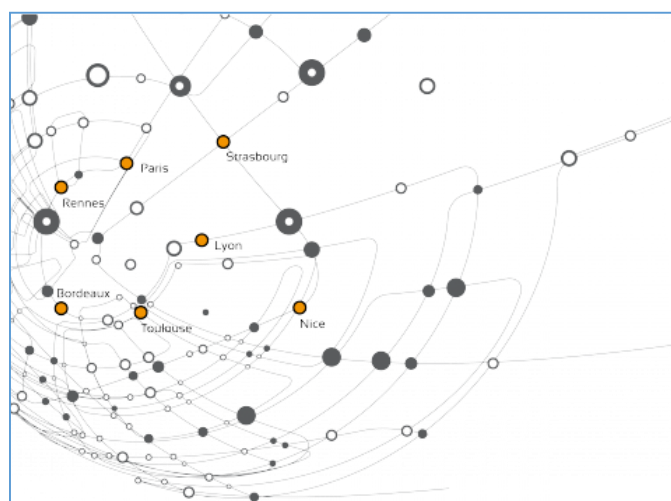 Strasbourg
Paris
Rennes
Lyon
Bordeaux
Toulouse
Nice